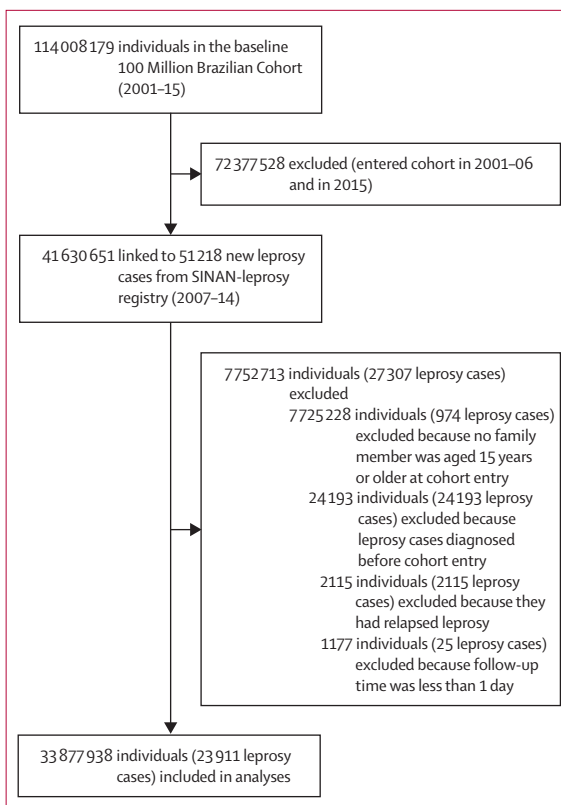 114 008 179 individuals in the baseline
100 Million Brazilian Cohort
(2001–15)
72 377 528 excluded (entered cohort in 2001–06
and in 2015)
41 630 651 linked to 51 218 new leprosy
cases from SINAN-leprosy
registry (2007–14)
7 752 713 individuals (27 307 leprosy cases)
excluded
7 725 228 individuals (974 leprosy cases)
excluded because no family
member was aged 15 years
or older at cohort entry
24 193 individuals (24 193 leprosy
cases) excluded because
leprosy cases diagnosed
before cohort entry
2115 individuals (2115 leprosy
cases) excluded because they
had relapsed leprosy
1177 individuals (25 leprosy cases)
excluded because follow-up
time was less than 1 day
33 877 938 individuals (23 911 leprosy
cases) included in analyses